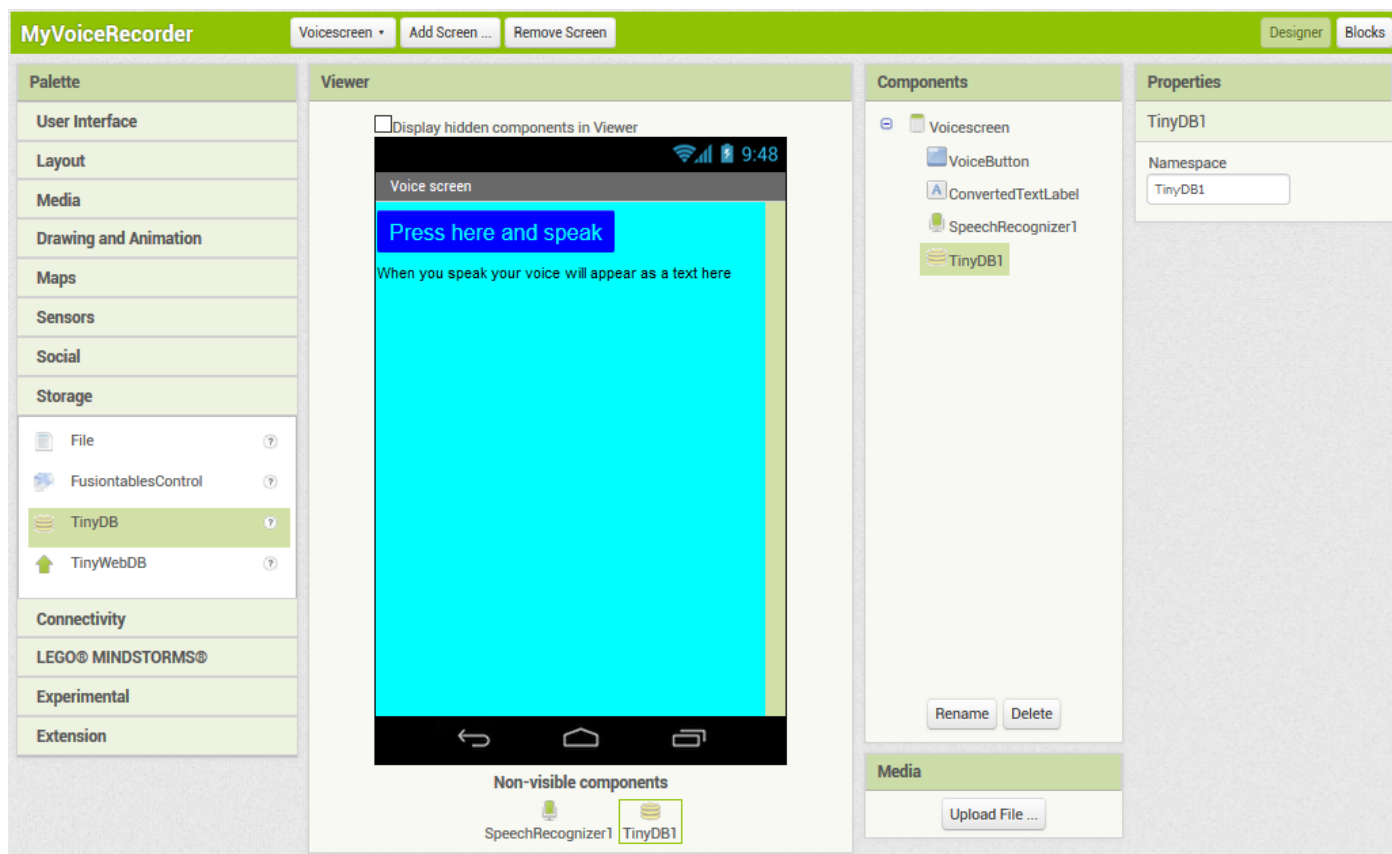 MyVoiceRecorder
Voicescreen
Add Screen ...
Remove Screen
Designer
Blocks
Palette
User Interface
Layout
Media
Drawing and Animation
Maps
Sensors
Social
Storage
File ?
FusiontablesControl ?
TinyDB ?
TinyWebDB ?
Connectivity
LEGO® MINDSTORMS®
Experimental
Extension
Viewer
Display hidden components in Viewer
9:48
Voice screen
Press here and speak
When you speak your voice will appear as a text here
Non-visible components
SpeechRecognizer1
TinyDB1
Components
Voicescreen
VoiceButton
A ConvertedTextLabel
SpeechRecognizer1
TinyDB1
Rename
Delete
Media
Upload File ...
Properties
TinyDB1
Namespace
TinyDB1